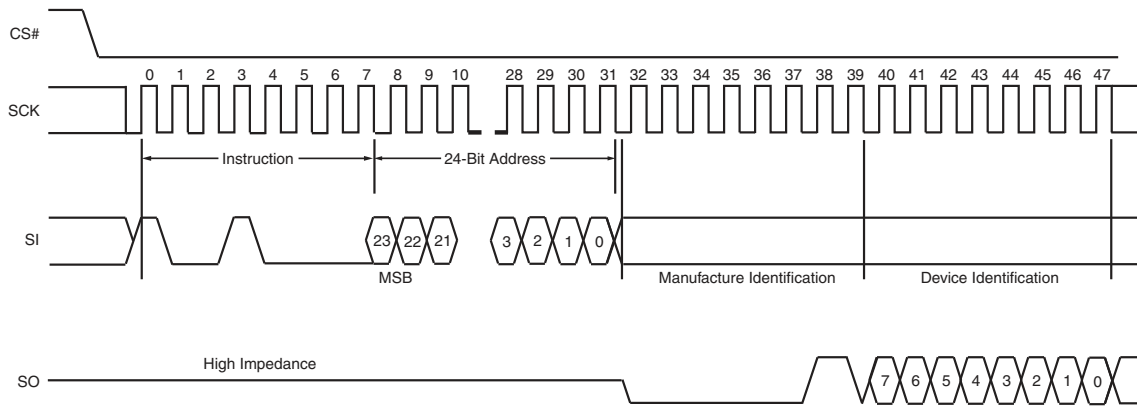 CS#
0 1 2 3 4 5 6 7 8 9 10 28 29 30 31 32 33 34 35 36 37 38 39 40 41 42 43 44 45 46 47
SCK
Instruction 24-Bit Address
SI 23 22 21 3 2 1 0
MSB Manufacture Identification Device Identification
High Impedance
SO 7 6 5 4 3 2 1 0